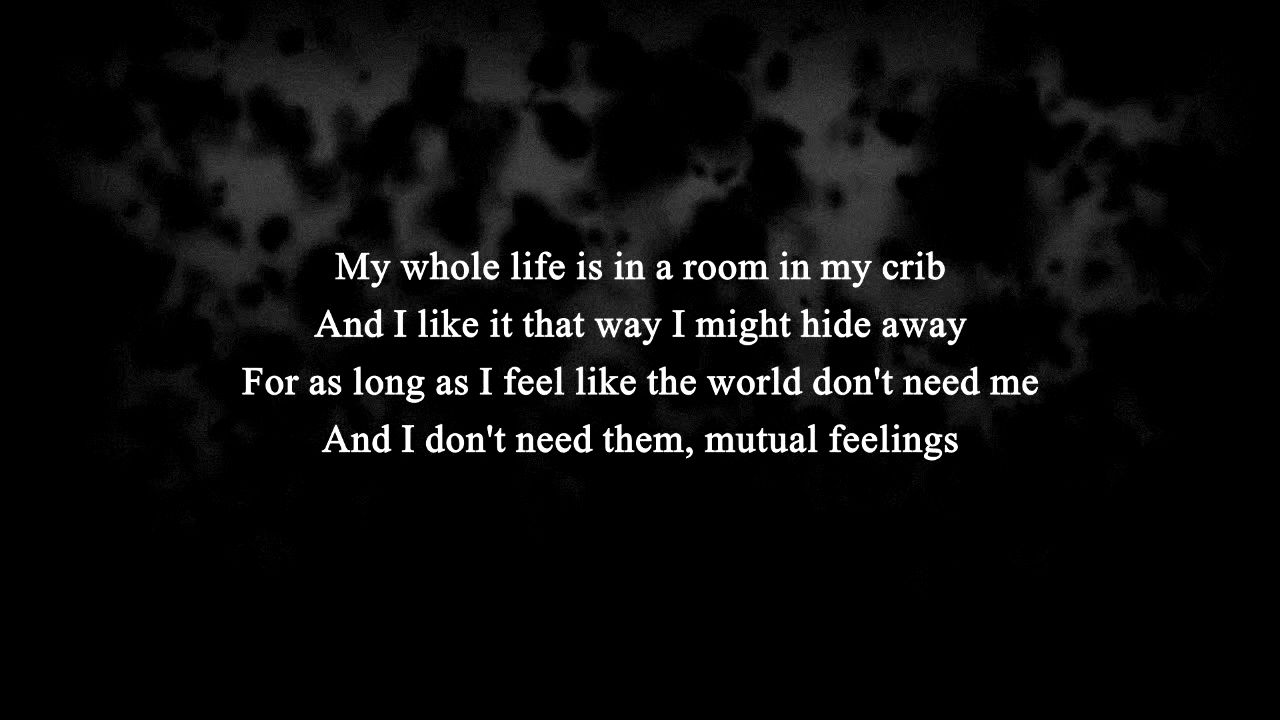 My whole life is in a room in my crib
And I like it that way I might hide away
For as long as I feel like the world don't need me
And I don't need them, mutual feelings